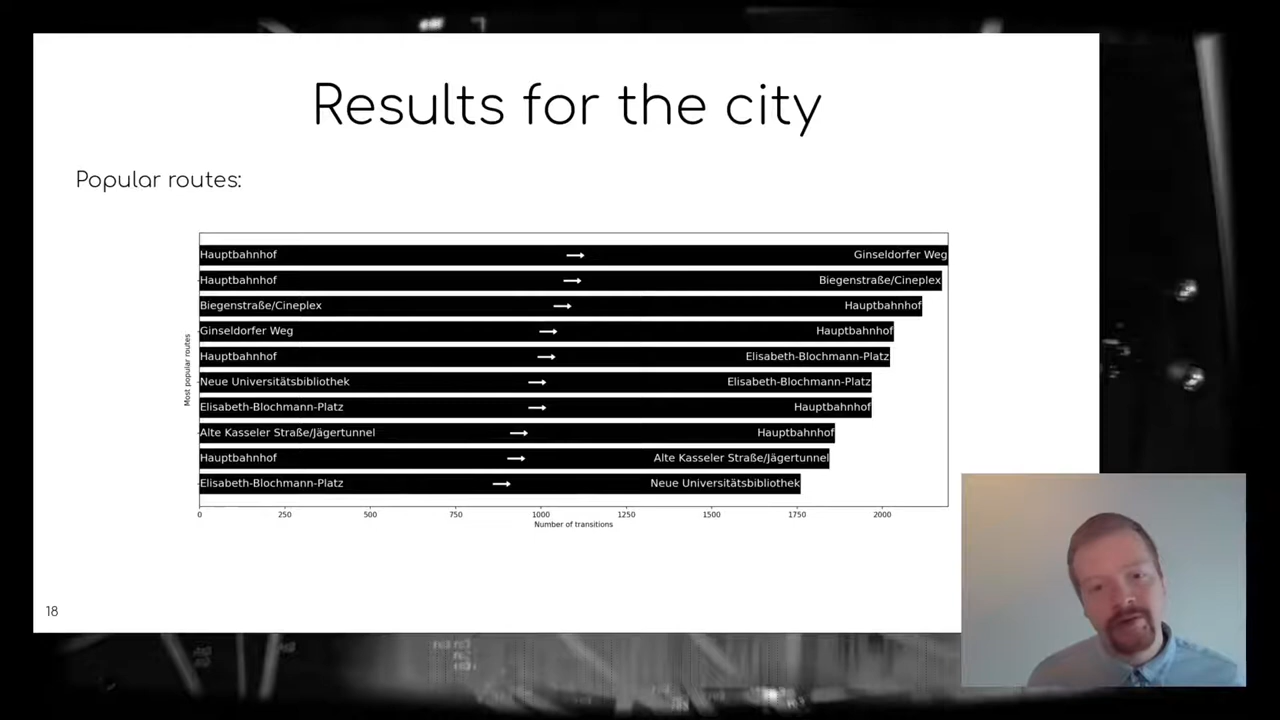 Results for the city
Popular routes:
Hauptbahnhof → Ginseldorfer Weg
Hauptbahnhof → Biegenstraße/Cineplex
Biegenstraße/Cineplex → Hauptbahnhof
Ginseldorfer Weg → Hauptbahnhof
Hauptbahnhof → Elisabeth-Blochmann-Platz
Neue Universitätsbibliothek → Elisabeth-Blochmann-Platz
Elisabeth-Blochmann-Platz → Hauptbahnhof
Alte Kasseler Straße/Jägertunnel → Hauptbahnhof
Hauptbahnhof → Alte Kasseler Straße/Jägertunnel
Elisabeth-Blochmann-Platz → Neue Universitätsbibliothek
Most popular routes
0 250 500 750 1000 1250 1500 1750 2000
Number of transitions
18